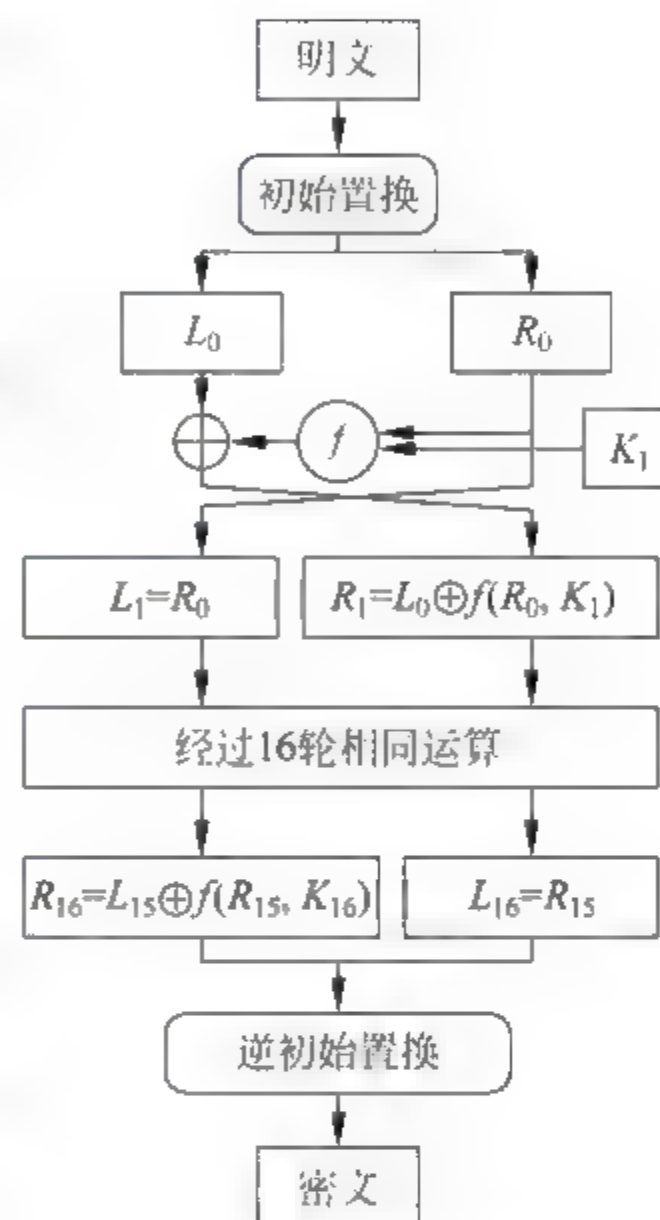 明文
初始置换
L₀
R₀
f
K₁
L₁=R₀
R₁=L₀⊕f(R₀, K₁)
经过16轮相同运算
R₁₆=L₁₅⊕f(R₁₅, K₁₆)
L₁₆=R₁₅
逆初始置换
密文